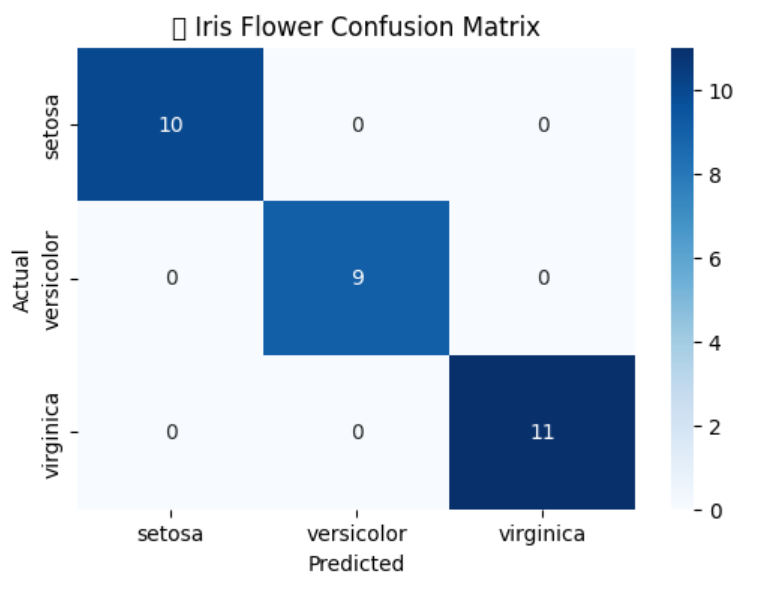 ▯ Iris Flower Confusion Matrix
setosa
10
0
0
10
Actual
versicolor
0
9
0
8
6
4
virginica
0
0
11
2
0
setosa
versicolor
virginica
Predicted